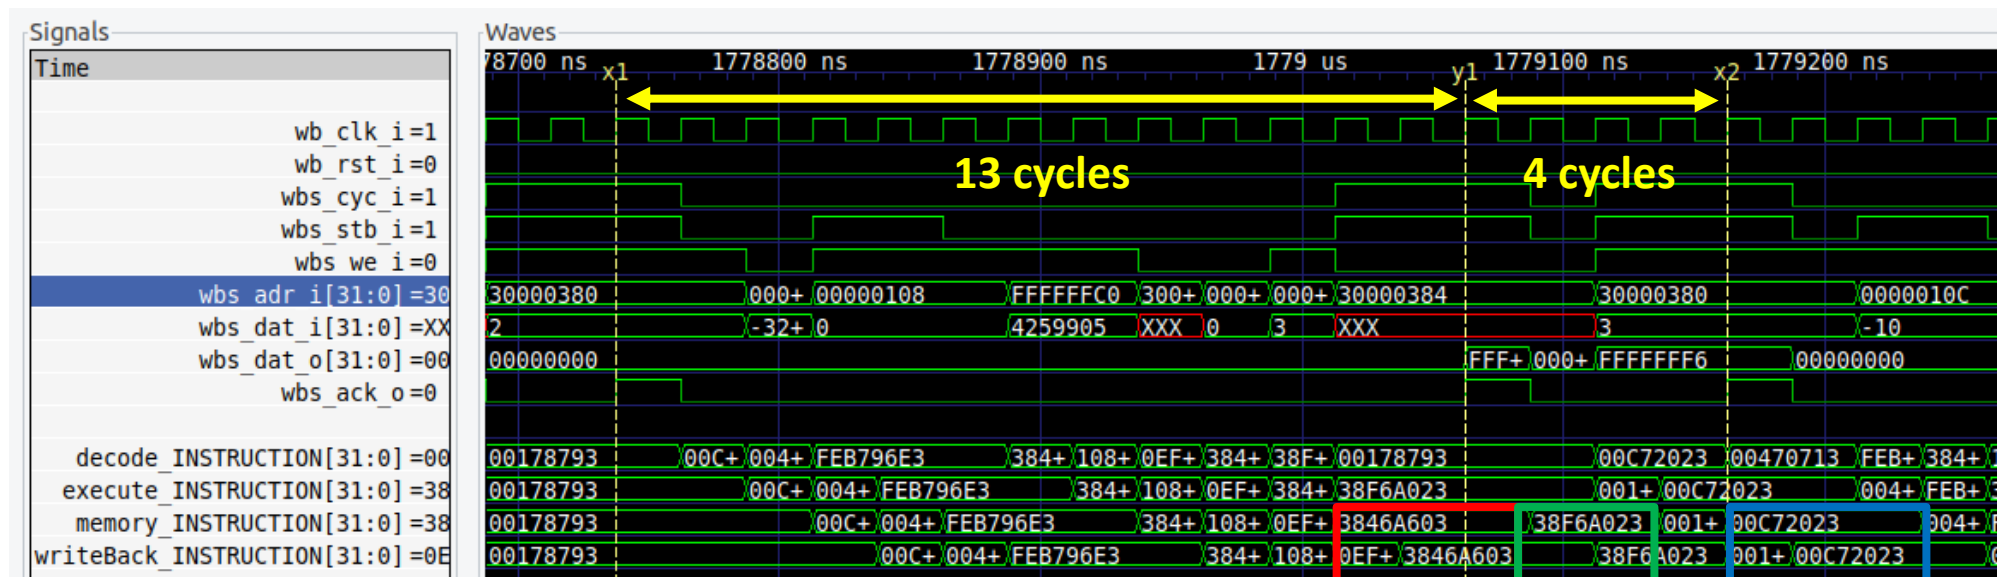 Signals
Waves
Time
78700 ns
1778800 ns
1778900 ns
1779 us
1779100 ns
1779200 ns
x1
y1
x2
13 cycles
4 cycles
wb_clk_i=1
wb_rst_i=0
wbs_cyc_i=1
wbs_stb_i=1
wbs_we_i=0
wbs_adr_i[31:0]=30 30000380 000+ 00000108 FFFFFFC0 300+ 000+ 000+ 30000384 30000380 0000010C
wbs_dat_i[31:0]=XX 2 -32+ 0 4259905 XXX 0 3 XXX 3 -10
wbs_dat_o[31:0]=00 00000000 FFF+ 000+ FFFFFFF6 00000000
wbs_ack_o=0
decode_INSTRUCTION[31:0]=00 00178793 00C+ 004+ FEB796E3 384+ 108+ 0EF+ 384+ 38F+ 00178793 00C72023 00470713 FEB+ 384+
execute_INSTRUCTION[31:0]=38 00178793 00C+ 004+ FEB796E3 384+ 108+ 0EF+ 384+ 38F6A023 001+ 00C72023 004+ FEB+
memory_INSTRUCTION[31:0]=38 00178793 00C+ 004+ FEB796E3 384+ 108+ 0EF+ 3846A603 38F6A023 001+ 00C72023 004+
writeBack_INSTRUCTION[31:0]=0E 00178793 00C+ 004+ FEB796E3 384+ 108+ 0EF+ 3846A603 38F6A023 001+ 00C72023